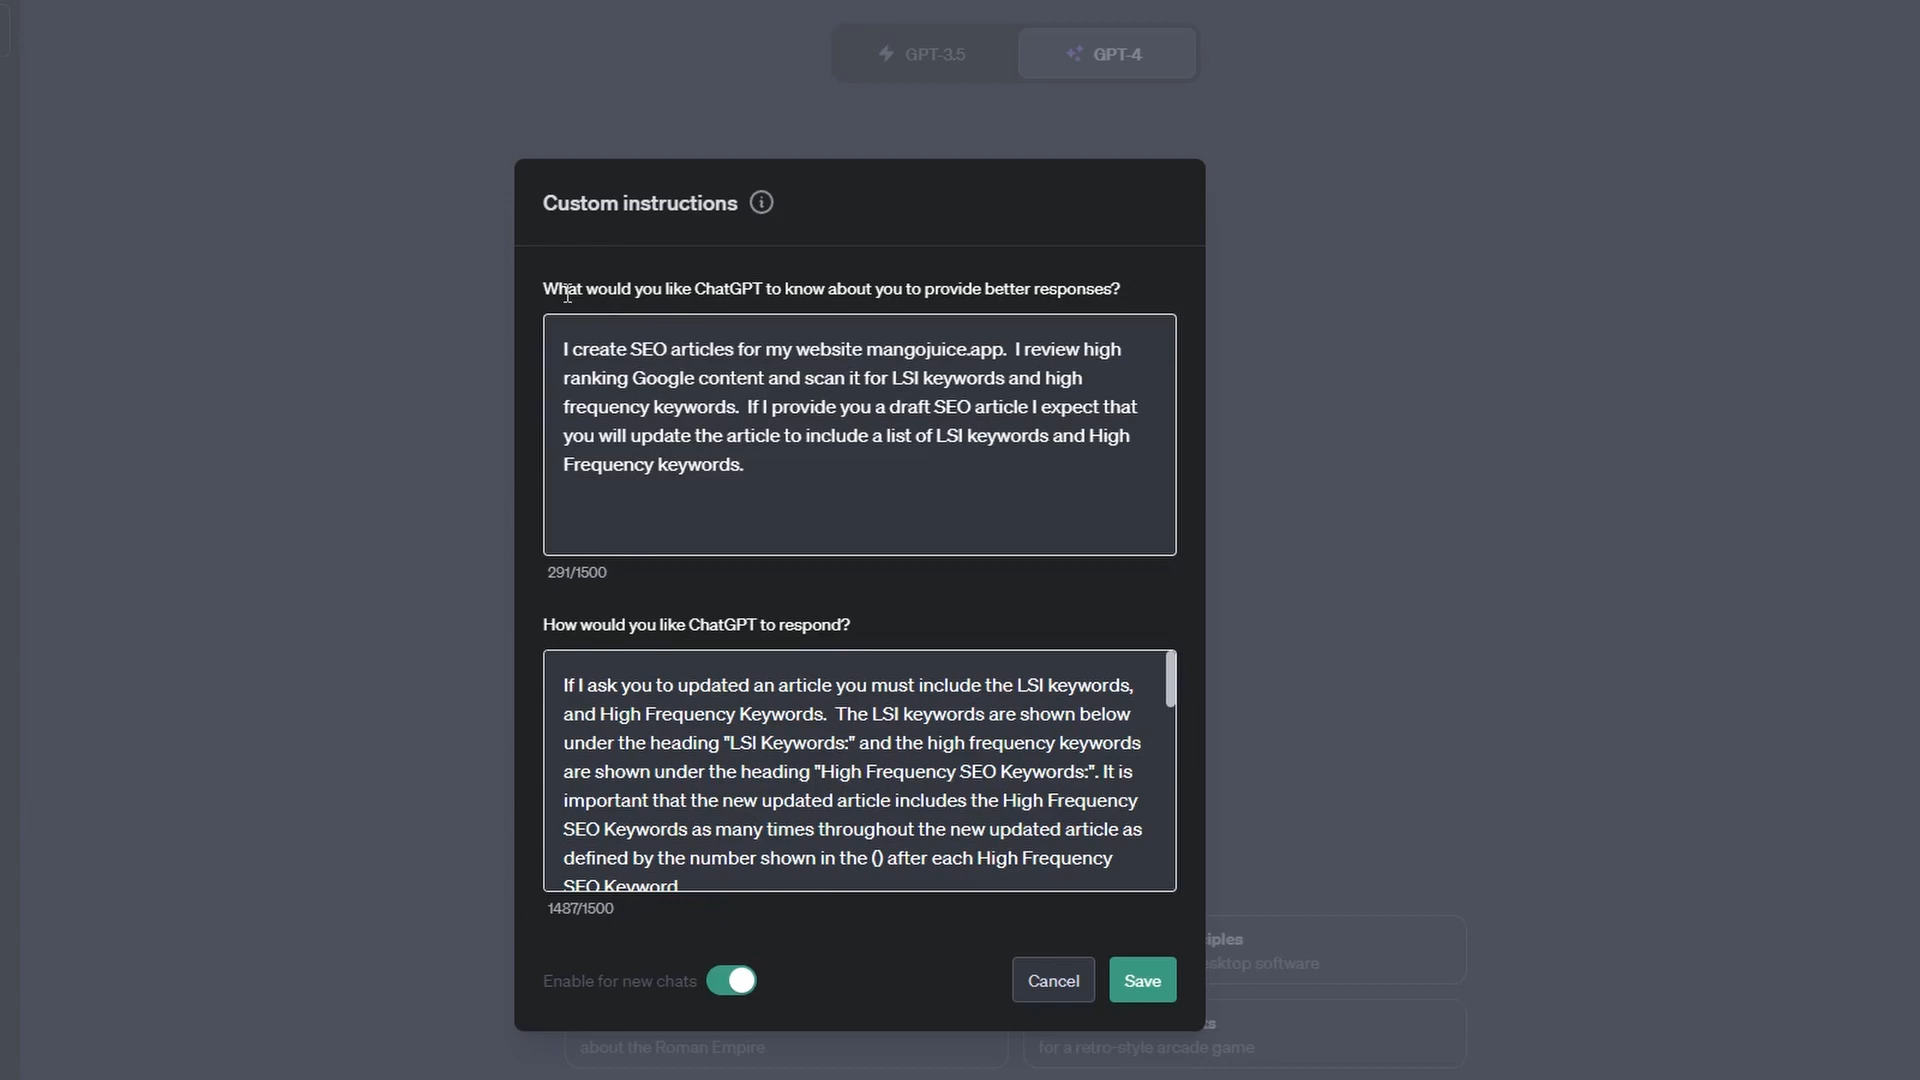 GPT-3.5
GPT-4
Custom instructions
What would you like ChatGPT to know about you to provide better responses?
I create SEO articles for my website mangojuice.app.  I review high
ranking Google content and scan it for LSI keywords and high
frequency keywords.  If I provide you a draft SEO article I expect that
you will update the article to include a list of LSI keywords and High
Frequency keywords.
291/1500
How would you like ChatGPT to respond?
If I ask you to updated an article you must include the LSI keywords,
and High Frequency Keywords.  The LSI keywords are shown below
under the heading "LSI Keywords:" and the high frequency keywords
are shown under the heading "High Frequency SEO Keywords:". It is
important that the new updated article includes the High Frequency
SEO Keywords as many times throughout the new updated article as
defined by the number shown in the () after each High Frequency
SEO Keyword
1487/1500
Enable for new chats
Cancel
Save
software
about the Roman Empire
for a retro-style arcade game